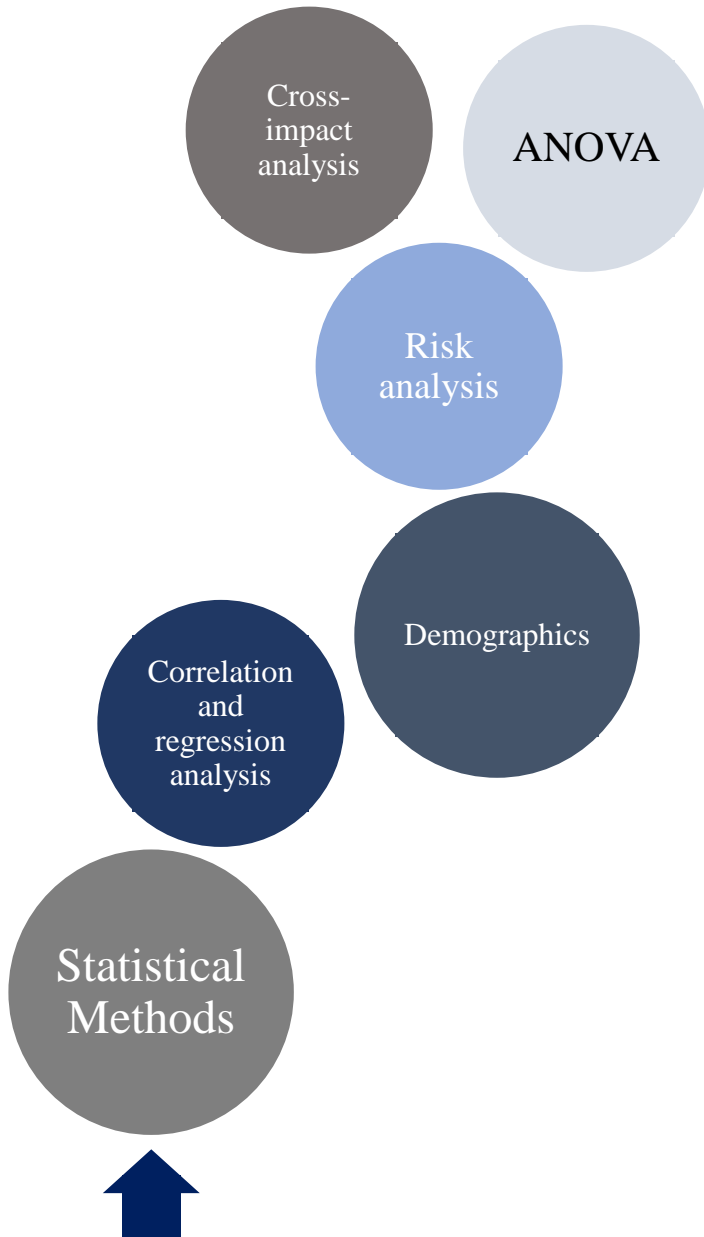 Cross-
impact
analysis
ANOVA
Risk
analysis
Demographics
Correlation
and
regression
analysis
Statistical
Methods